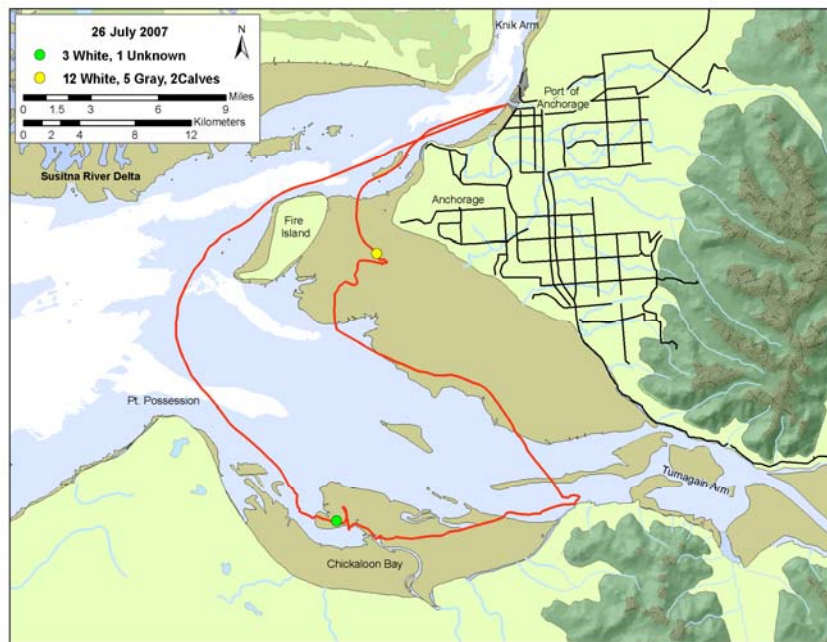 26 July 2007
N
3 White, 1 Unknown
12 White, 5 Gray, 2Calves
Miles
0 1.5 3 6 9
Kilometers
0 2 4 8 12
Knik Arm
Port of
Anchorage
Susitna River Delta
Anchorage
Fire
Island
Pt. Possession
Turnagain Arm
Chickaloon Bay